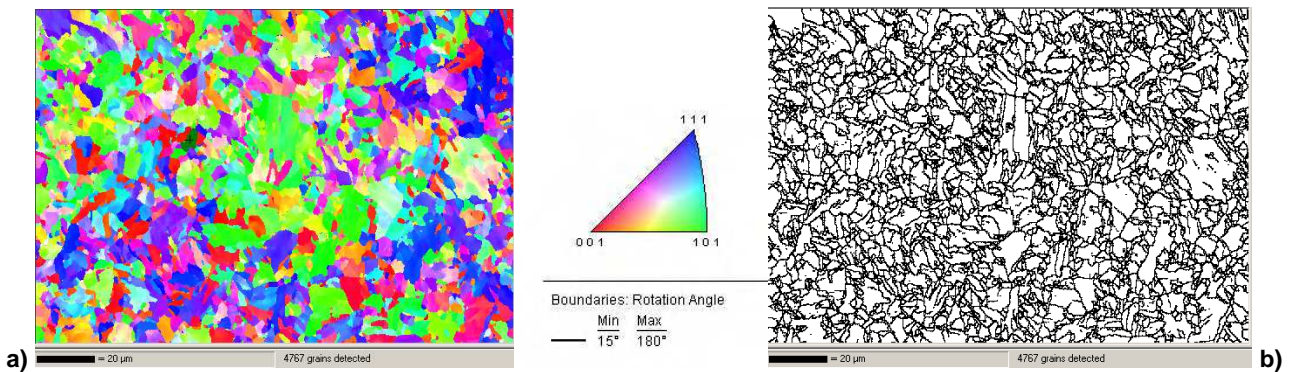 1 1 1
0 0 1
1 0 1
Boundaries: Rotation Angle
Min Max
15° 180°
a)
= 20 µm 4767 grains detected
= 20 µm 4767 grains detected
b)